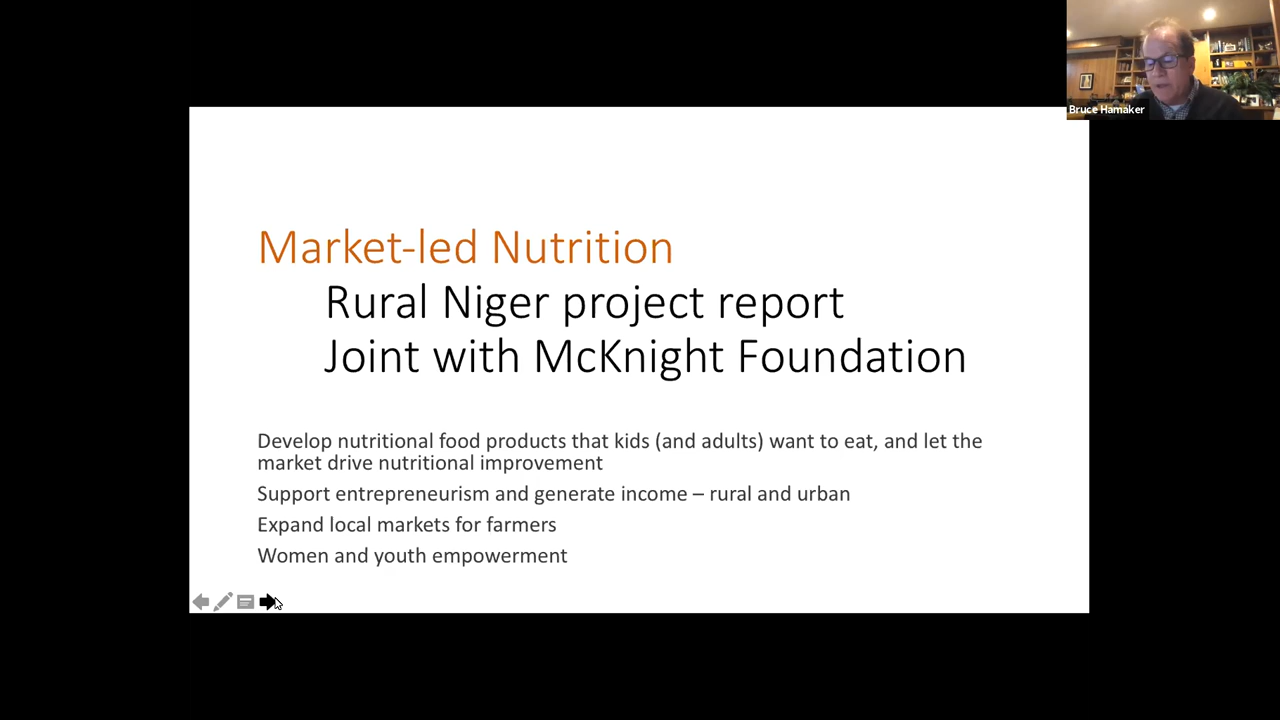 Bruce Hamaker
Market-led Nutrition
Rural Niger project report
Joint with McKnight Foundation
Develop nutritional food products that kids (and adults) want to eat, and let the
market drive nutritional improvement
Support entrepreneurism and generate income – rural and urban
Expand local markets for farmers
Women and youth empowerment